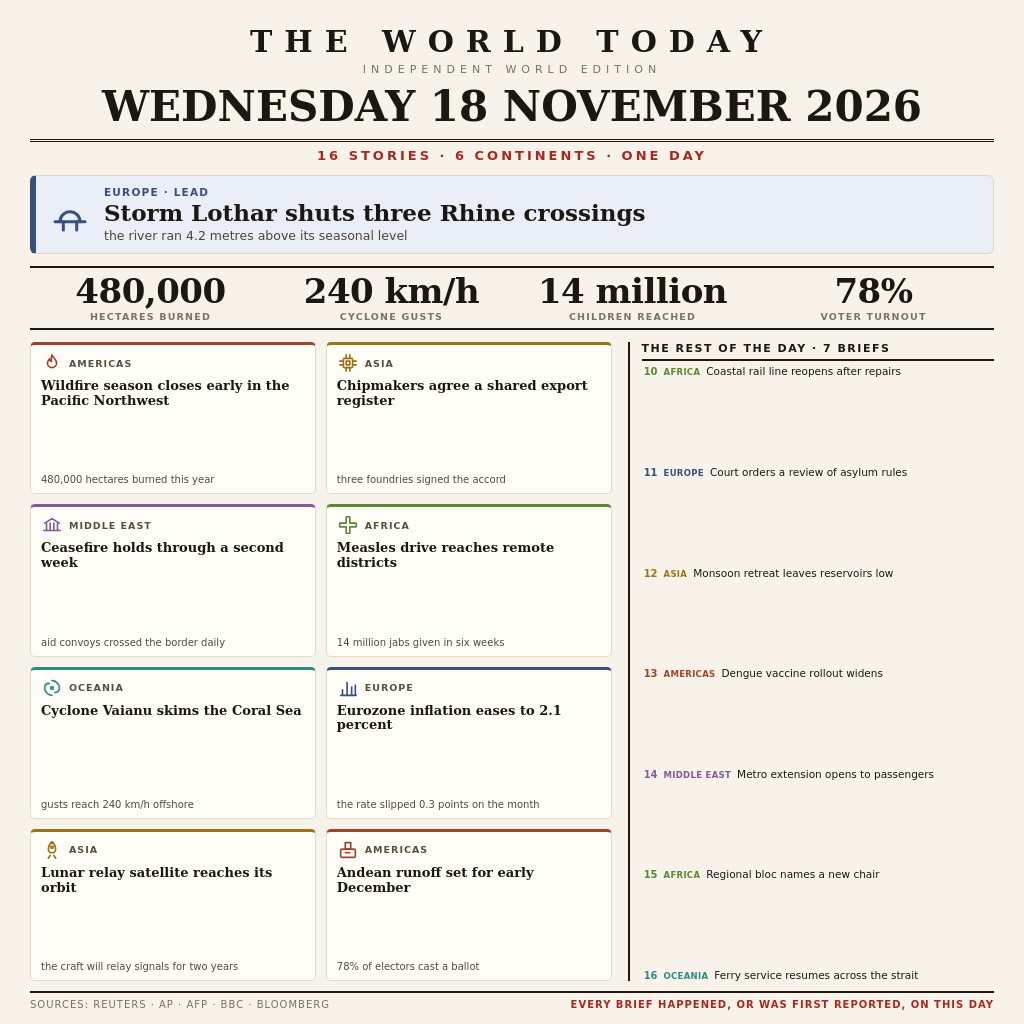 THE WORLD TODAY
INDEPENDENT WORLD EDITION
WEDNESDAY 18 NOVEMBER 2026
16 STORIES · 6 CONTINENTS · ONE DAY
EUROPE · LEAD
Storm Lothar shuts three Rhine crossings
the river ran 4.2 metres above its seasonal level
480,000
HECTARES BURNED
240 km/h
CYCLONE GUSTS
14 million
CHILDREN REACHED
78%
VOTER TURNOUT
AMERICAS
Wildfire season closes early in the
Pacific Northwest
480,000 hectares burned this year
ASIA
Chipmakers agree a shared export
register
three foundries signed the accord
MIDDLE EAST
Ceasefire holds through a second
week
aid convoys crossed the border daily
AFRICA
Measles drive reaches remote
districts
14 million jabs given in six weeks
OCEANIA
Cyclone Vaianu skims the Coral Sea
gusts reach 240 km/h offshore
EUROPE
Eurozone inflation eases to 2.1
percent
the rate slipped 0.3 points on the month
ASIA
Lunar relay satellite reaches its
orbit
the craft will relay signals for two years
AMERICAS
Andean runoff set for early
December
78% of electors cast a ballot
THE REST OF THE DAY · 7 BRIEFS
10 AFRICA Coastal rail line reopens after repairs
11 EUROPE Court orders a review of asylum rules
12 ASIA Monsoon retreat leaves reservoirs low
13 AMERICAS Dengue vaccine rollout widens
14 MIDDLE EAST Metro extension opens to passengers
15 AFRICA Regional bloc names a new chair
16 OCEANIA Ferry service resumes across the strait
SOURCES: REUTERS · AP · AFP · BBC · BLOOMBERG
EVERY BRIEF HAPPENED, OR WAS FIRST REPORTED, ON THIS DAY